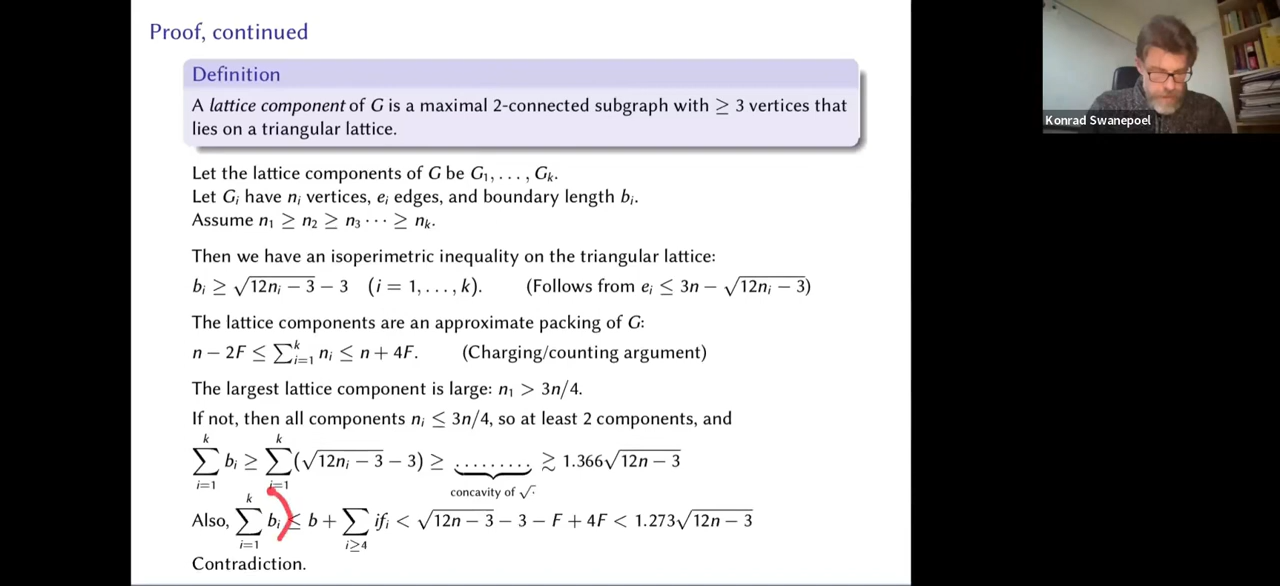 Proof, continued
Definition
A lattice component of G is a maximal 2-connected subgraph with ≥ 3 vertices that
lies on a triangular lattice.
Let the lattice components of G be G₁, . . . , Gₖ.
Let Gᵢ have nᵢ vertices, eᵢ edges, and boundary length bᵢ.
Assume n₁ ≥ n₂ ≥ n₃ ⋯ ≥ nₖ.
Then we have an isoperimetric inequality on the triangular lattice:
bᵢ ≥ √(12nᵢ − 3) − 3 (i = 1, . . . , k). (Follows from eᵢ ≤ 3n − √(12nᵢ − 3))
The lattice components are an approximate packing of G:
n − 2F ≤ ∑ᵢ₌₁ᵏ nᵢ ≤ n + 4F. (Charging/counting argument)
The largest lattice component is large: n₁ > 3n/4.
If not, then all components nᵢ ≤ 3n/4, so at least 2 components, and
∑ᵢ₌₁ᵏ bᵢ ≥ ∑ᵢ₌₁ᵏ (√(12nᵢ − 3) − 3) ≥ ......... ≳ 1.366√(12n − 3)
concavity of √·
Also, ∑ᵢ₌₁ᵏ bᵢ ≤ b + ∑ᵢ≥₄ ifᵢ < √(12n − 3) − 3 − F + 4F < 1.273√(12n − 3)
Contradiction.
Konrad Swanepoel